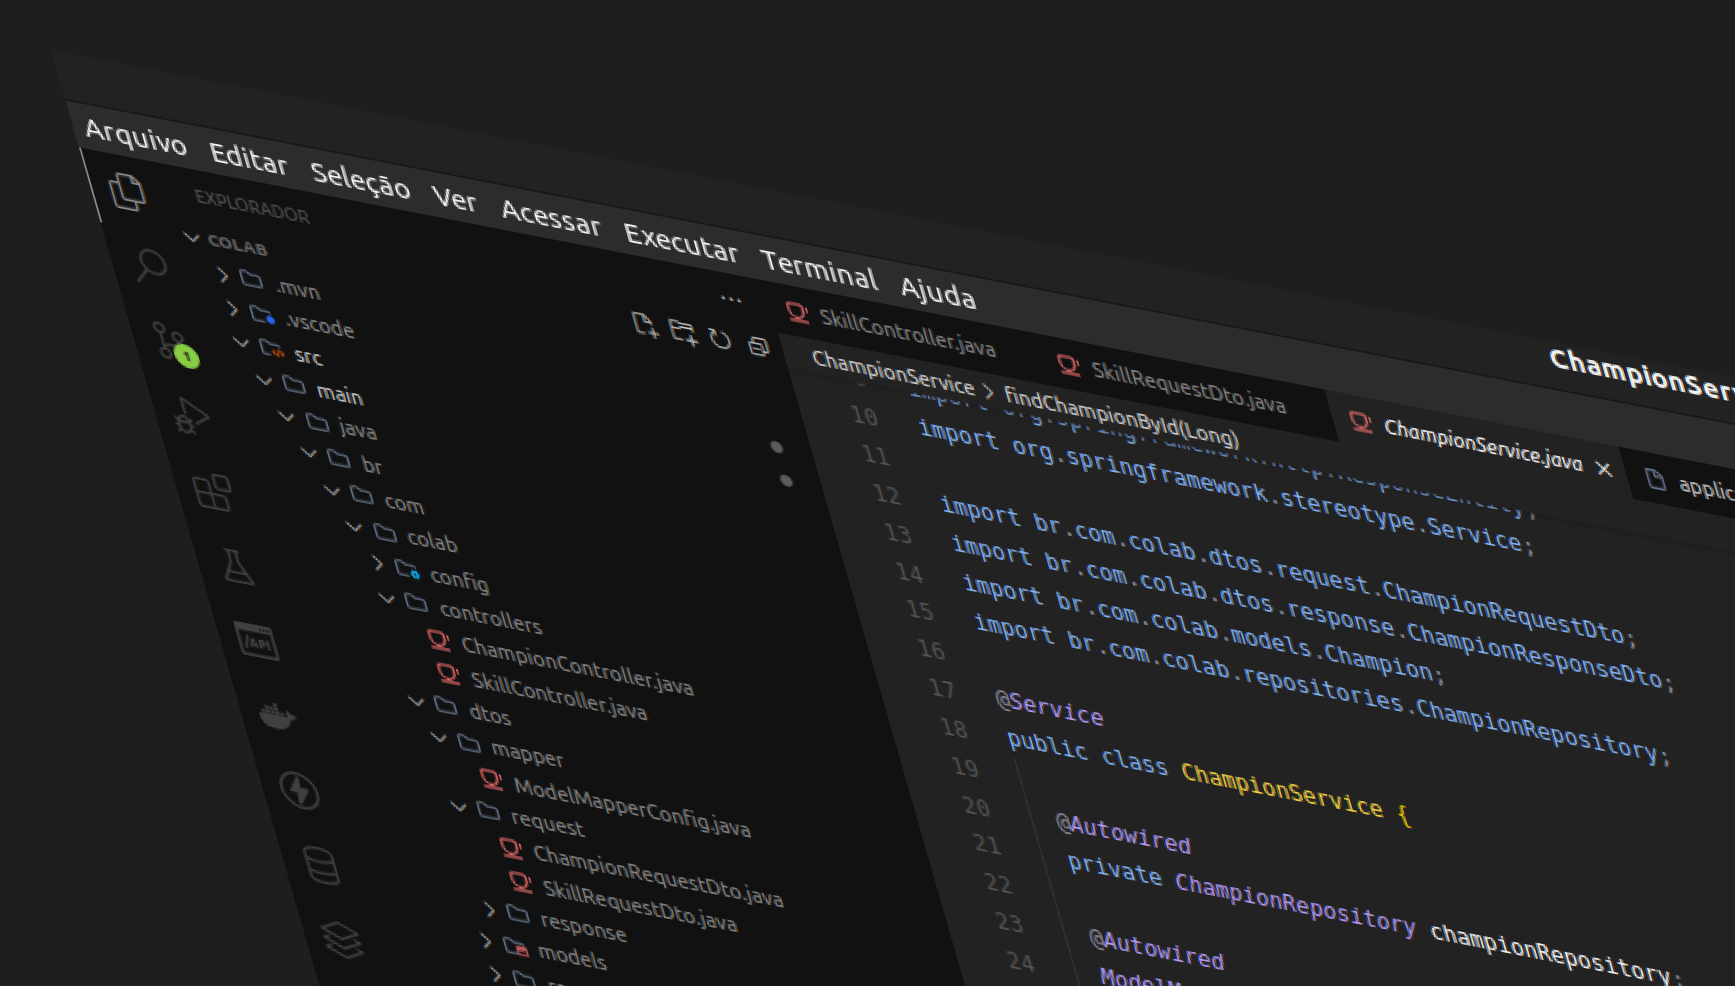 Arquivo Editar Seleção Ver Acessar Executar Terminal Ajuda
ChampionSer
EXPLORADOR
...
COLAB
.mvn
.vscode
src
main
java
br
com
colab
config
controllers
ChampionController.java
SkillController.java
dtos
mapper
ModelMapperConfig.java
request
ChampionRequestDto.java
SkillRequestDto.java
response
models
1
/API
SkillController.java SkillRequestDto.java ChampionService.java applic
ChampionService > findChampionById(Long)
10
11 import org.springframework.stereotype.Service;
12
13 import br.com.colab.dtos.request.ChampionRequestDto;
14 import br.com.colab.dtos.response.ChampionResponseDto;
15 import br.com.colab.models.Champion;
16 import br.com.colab.repositories.ChampionRepository;
17
18 @Service
19 public class ChampionService {
20
21 @Autowired
22 private ChampionRepository championRepository;
23
24 @Autowired